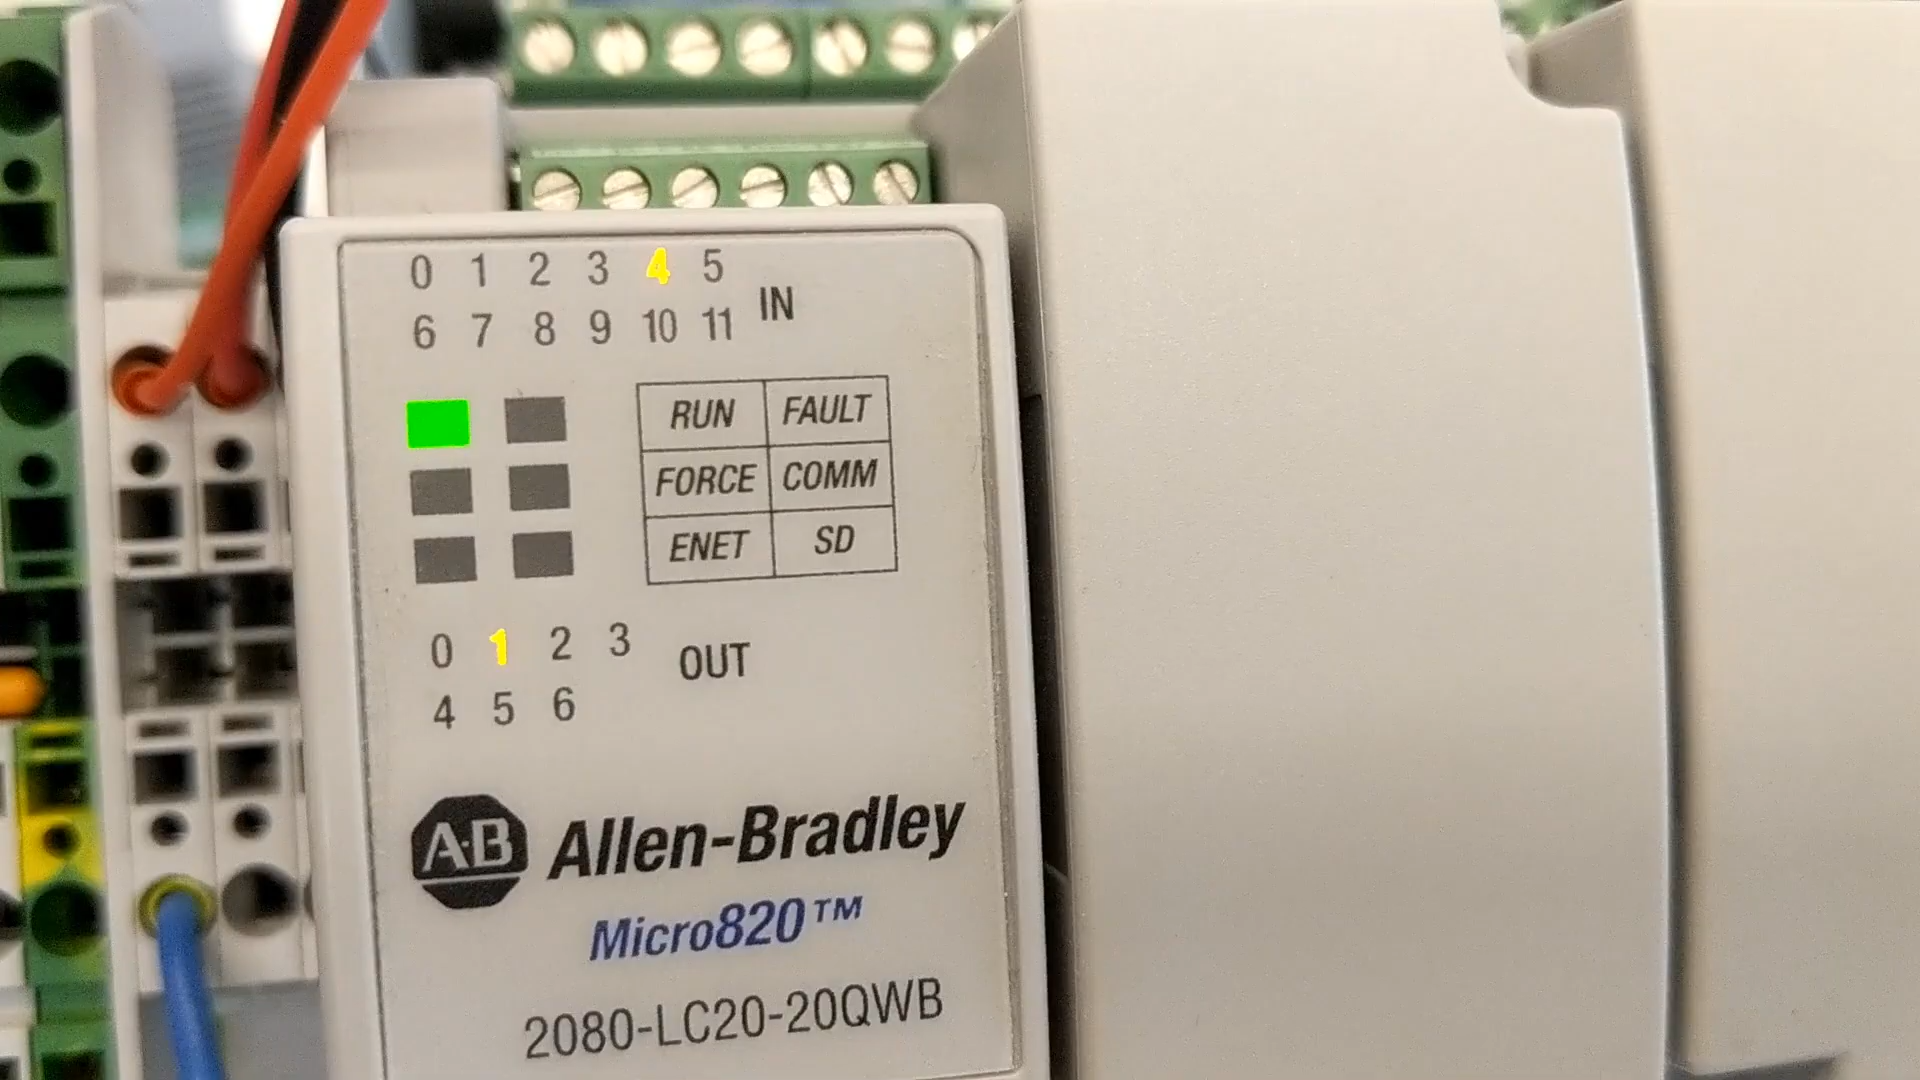 0 1 2 3 4 5
6 7 8 9 10 11 IN
RUN FAULT
FORCE COMM
ENET SD
0 1 2 3
4 5 6 OUT
A·B Allen-Bradley
Micro820™
2080-LC20-20QWB